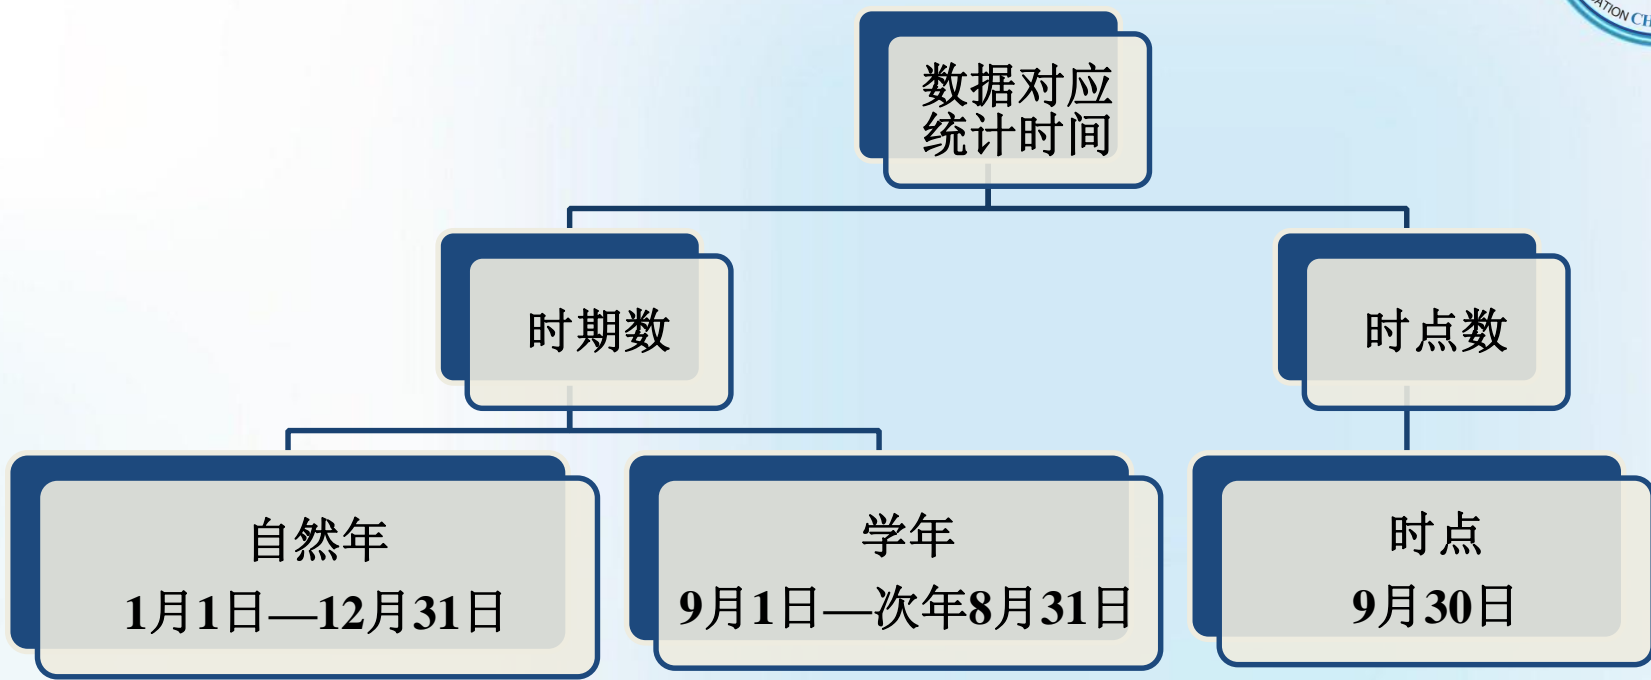 CATION CH
数据对应
统计时间
时期数
时点数
自然年
1月1日—12月31日
学年
9月1日—次年8月31日
时点
9月30日